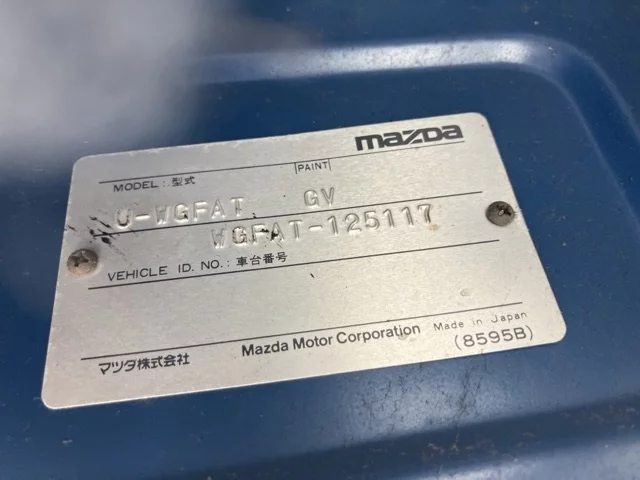 mazda
MODEL: 型式 PAINT
U-WGFAT GV
WGFAT-125117
VEHICLE ID. NO.: 車台番号
マツダ株式会社 Mazda Motor Corporation Made in Japan
(8595B)